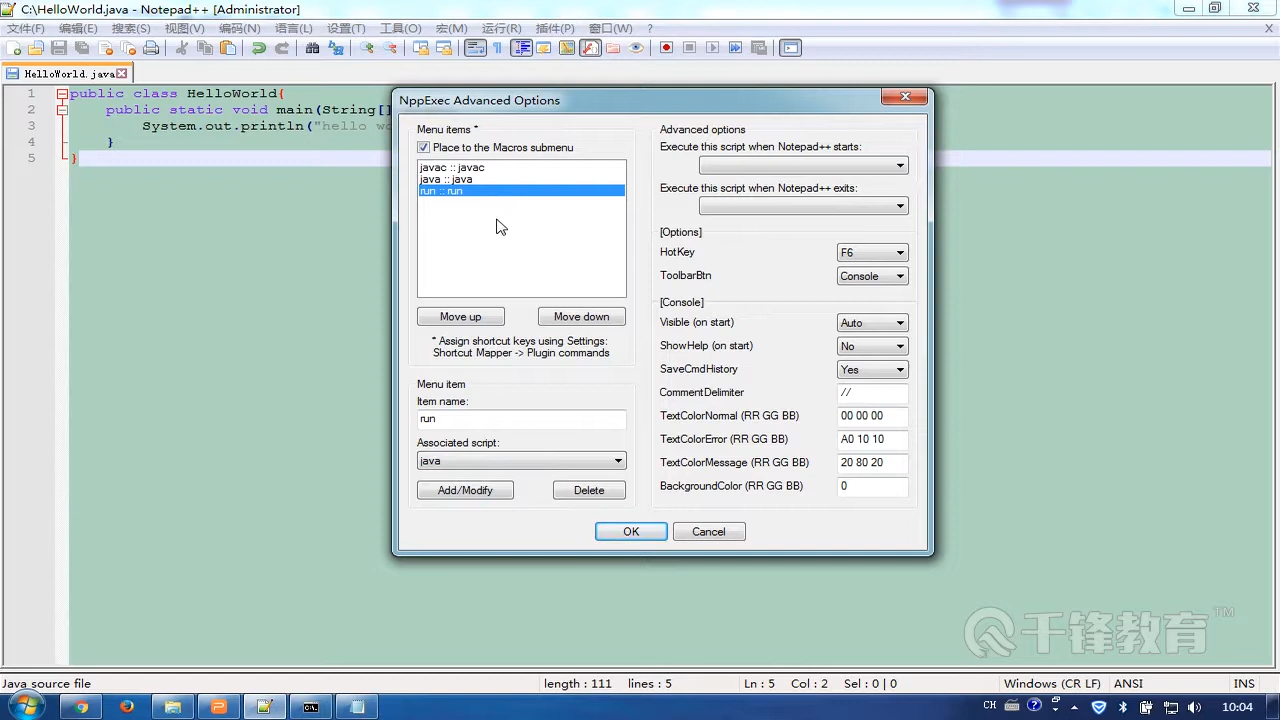 C:\HelloWorld.java - Notepad++ [Administrator]
文件(F) 编辑(E) 搜索(S) 视图(V) 编码(N) 语言(L) 设置(T) 工具(O) 宏(M) 运行(R) 插件(P) 窗口(W) ? X
HelloWorld.java
1 public class HelloWorld{
2 public static void main(String[]
3 System.out.println("hello wo
4 }
5 }
NppExec Advanced Options
Menu items *
Place to the Macros submenu
javac :: javac
java :: java
run :: run
Move up Move down
* Assign shortcut keys using Settings:
Shortcut Mapper -> Plugin commands
Menu item
Item name:
run
Associated script:
java
Add/Modify Delete
Advanced options
Execute this script when Notepad++ starts:
Execute this script when Notepad++ exits:
[Options]
HotKey F6
ToolbarBtn Console
[Console]
Visible (on start) Auto
ShowHelp (on start) No
SaveCmdHistory Yes
CommentDelimiter //
TextColorNormal (RR GG BB) 00 00 00
TextColorError (RR GG BB) A0 10 10
TextColorMessage (RR GG BB) 20 80 20
BackgroundColor (RR GG BB) 0
OK Cancel
千锋教育™
Java source file length : 111 lines : 5 Ln : 5 Col : 2 Sel : 0 | 0 Windows (CR LF) ANSI INS
CH 10:04